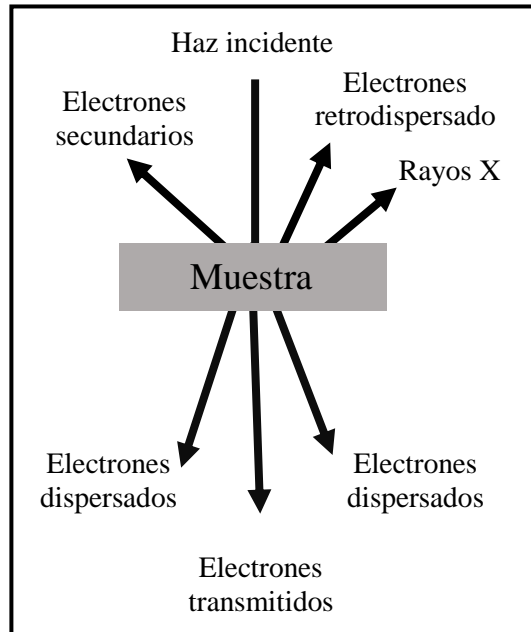 Haz incidente
Electrones
secundarios
Electrones
retrodispersado
Rayos X
Muestra
Electrones
dispersados
Electrones
dispersados
Electrones
transmitidos